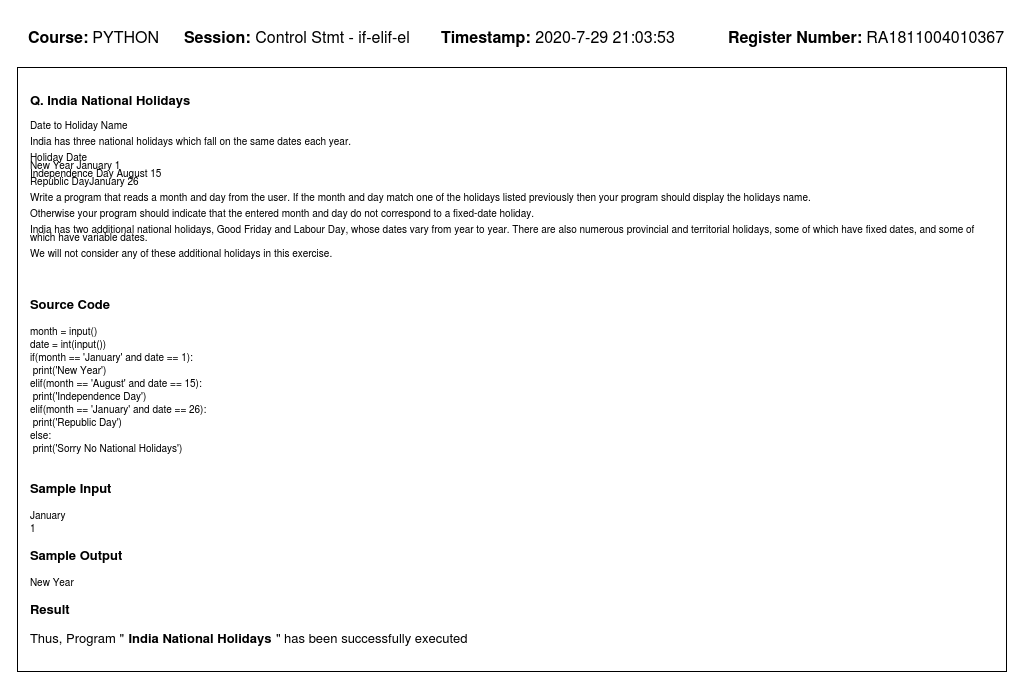 Course: PYTHON Session: Control Stmt - if-elif-el Timestamp: 2020-7-29 21:03:53 Register Number: RA1811004010367
Q. India National Holidays
Date to Holiday Name
India has three national holidays which fall on the same dates each year.
Holiday Date
New Year January 1
Independence Day August 15
Republic DayJanuary 26
Write a program that reads a month and day from the user. If the month and day match one of the holidays listed previously then your program should display the holidays name.
Otherwise your program should indicate that the entered month and day do not correspond to a fixed-date holiday.
India has two additional national holidays, Good Friday and Labour Day, whose dates vary from year to year. There are also numerous provincial and territorial holidays, some of which have fixed dates, and some of
which have variable dates.
We will not consider any of these additional holidays in this exercise.
Source Code
month = input()
date = int(input())
if(month == 'January' and date == 1):
 print('New Year')
elif(month == 'August' and date == 15):
 print('Independence Day')
elif(month == 'January' and date == 26):
 print('Republic Day')
else:
 print('Sorry No National Holidays')
Sample Input
January
1
Sample Output
New Year
Result
Thus, Program " India National Holidays " has been successfully executed